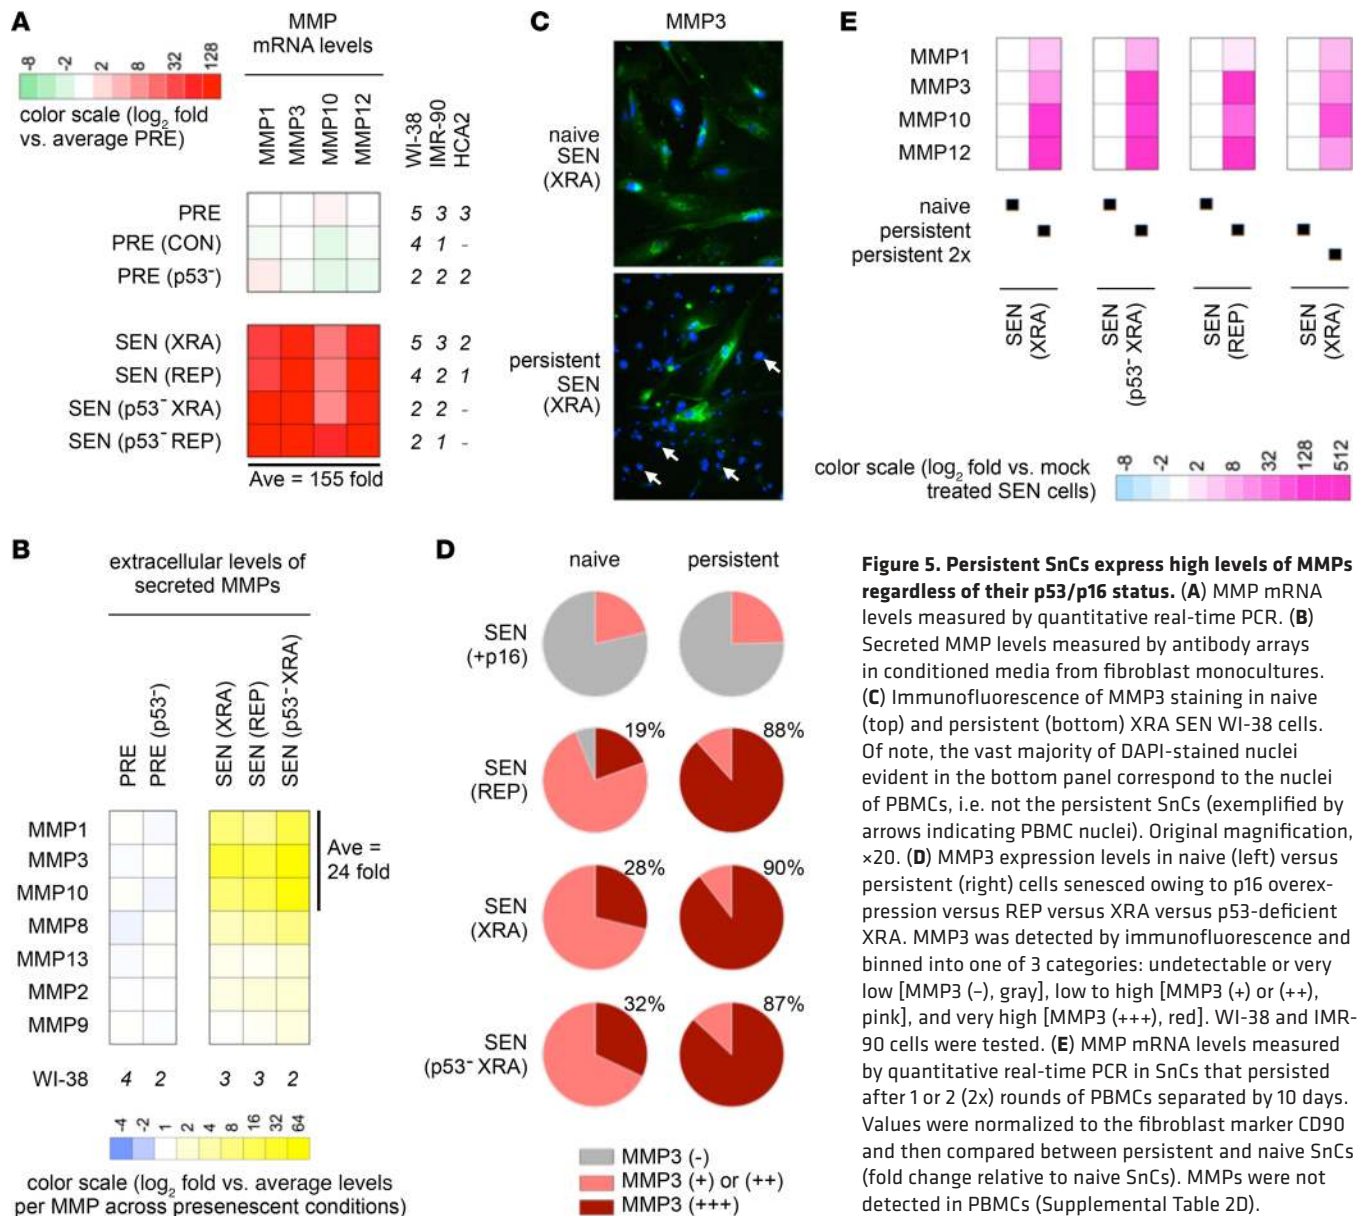 A
MMP
mRNA levels
-8 -2 2 8 32 128
color scale (log2 fold
vs. average PRE)
MMP1 MMP3 MMP10 MMP12 WI-38 IMR-90 HCA2
PRE 5 3 3
PRE (CON) 4 1 -
PRE (p53-) 2 2 2
SEN (XRA) 5 3 2
SEN (REP) 4 2 1
SEN (p53- XRA) 2 2 -
SEN (p53- REP) 2 1 -
Ave = 155 fold
B
extracellular levels of
secreted MMPs
PRE PRE (p53-) SEN (XRA) SEN (REP) SEN (p53- XRA)
MMP1
MMP3
MMP10
MMP8
MMP13
MMP2
MMP9
Ave =
24 fold
WI-38 4 2 3 3 2
-4 -2 1 2 4 8 16 32 64
color scale (log2 fold vs. average levels
per MMP across presenescent conditions)
C
MMP3
naive
SEN
(XRA)
persistent
SEN
(XRA)
D
naive persistent
SEN
(+p16)
SEN
(REP)
19% 88%
SEN
(XRA)
28% 90%
SEN
(p53- XRA)
32% 87%
MMP3 (-)
MMP3 (+) or (++)
MMP3 (+++)
E
MMP1
MMP3
MMP10
MMP12
naive
persistent
persistent 2x
SEN
(XRA)
SEN
(p53- XRA)
SEN
(REP)
SEN
(XRA)
color scale (log2 fold vs. mock
treated SEN cells)
-8 -2 2 8 32 128 512
Figure 5. Persistent SnCs express high levels of MMPs
regardless of their p53/p16 status. (A) MMP mRNA
levels measured by quantitative real-time PCR. (B)
Secreted MMP levels measured by antibody arrays
in conditioned media from fibroblast monocultures.
(C) Immunofluorescence of MMP3 staining in naive
(top) and persistent (bottom) XRA SEN WI-38 cells.
Of note, the vast majority of DAPI-stained nuclei
evident in the bottom panel correspond to the nuclei
of PBMCs, i.e. not the persistent SnCs (exemplified by
arrows indicating PBMC nuclei). Original magnification,
×20. (D) MMP3 expression levels in naive (left) versus
persistent (right) cells senesced owing to p16 overex-
pression versus REP versus XRA versus p53-deficient
XRA. MMP3 was detected by immunofluorescence and
binned into one of 3 categories: undetectable or very
low [MMP3 (–), gray], low to high [MMP3 (+) or (++),
pink], and very high [MMP3 (+++), red]. WI-38 and IMR-
90 cells were tested. (E) MMP mRNA levels measured
by quantitative real-time PCR in SnCs that persisted
after 1 or 2 (2x) rounds of PBMCs separated by 10 days.
Values were normalized to the fibroblast marker CD90
and then compared between persistent and naive SnCs
(fold change relative to naive SnCs). MMPs were not
detected in PBMCs (Supplemental Table 2D).